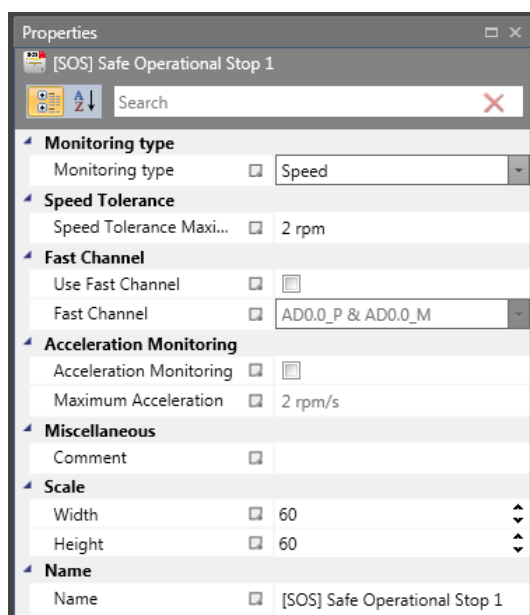 Properties
[SOS] Safe Operational Stop 1
Search
Monitoring type
Monitoring type Speed
Speed Tolerance
Speed Tolerance Maxi... 2 rpm
Fast Channel
Use Fast Channel
Fast Channel AD0.0_P & AD0.0_M
Acceleration Monitoring
Acceleration Monitoring
Maximum Acceleration 2 rpm/s
Miscellaneous
Comment
Scale
Width 60
Height 60
Name
Name [SOS] Safe Operational Stop 1